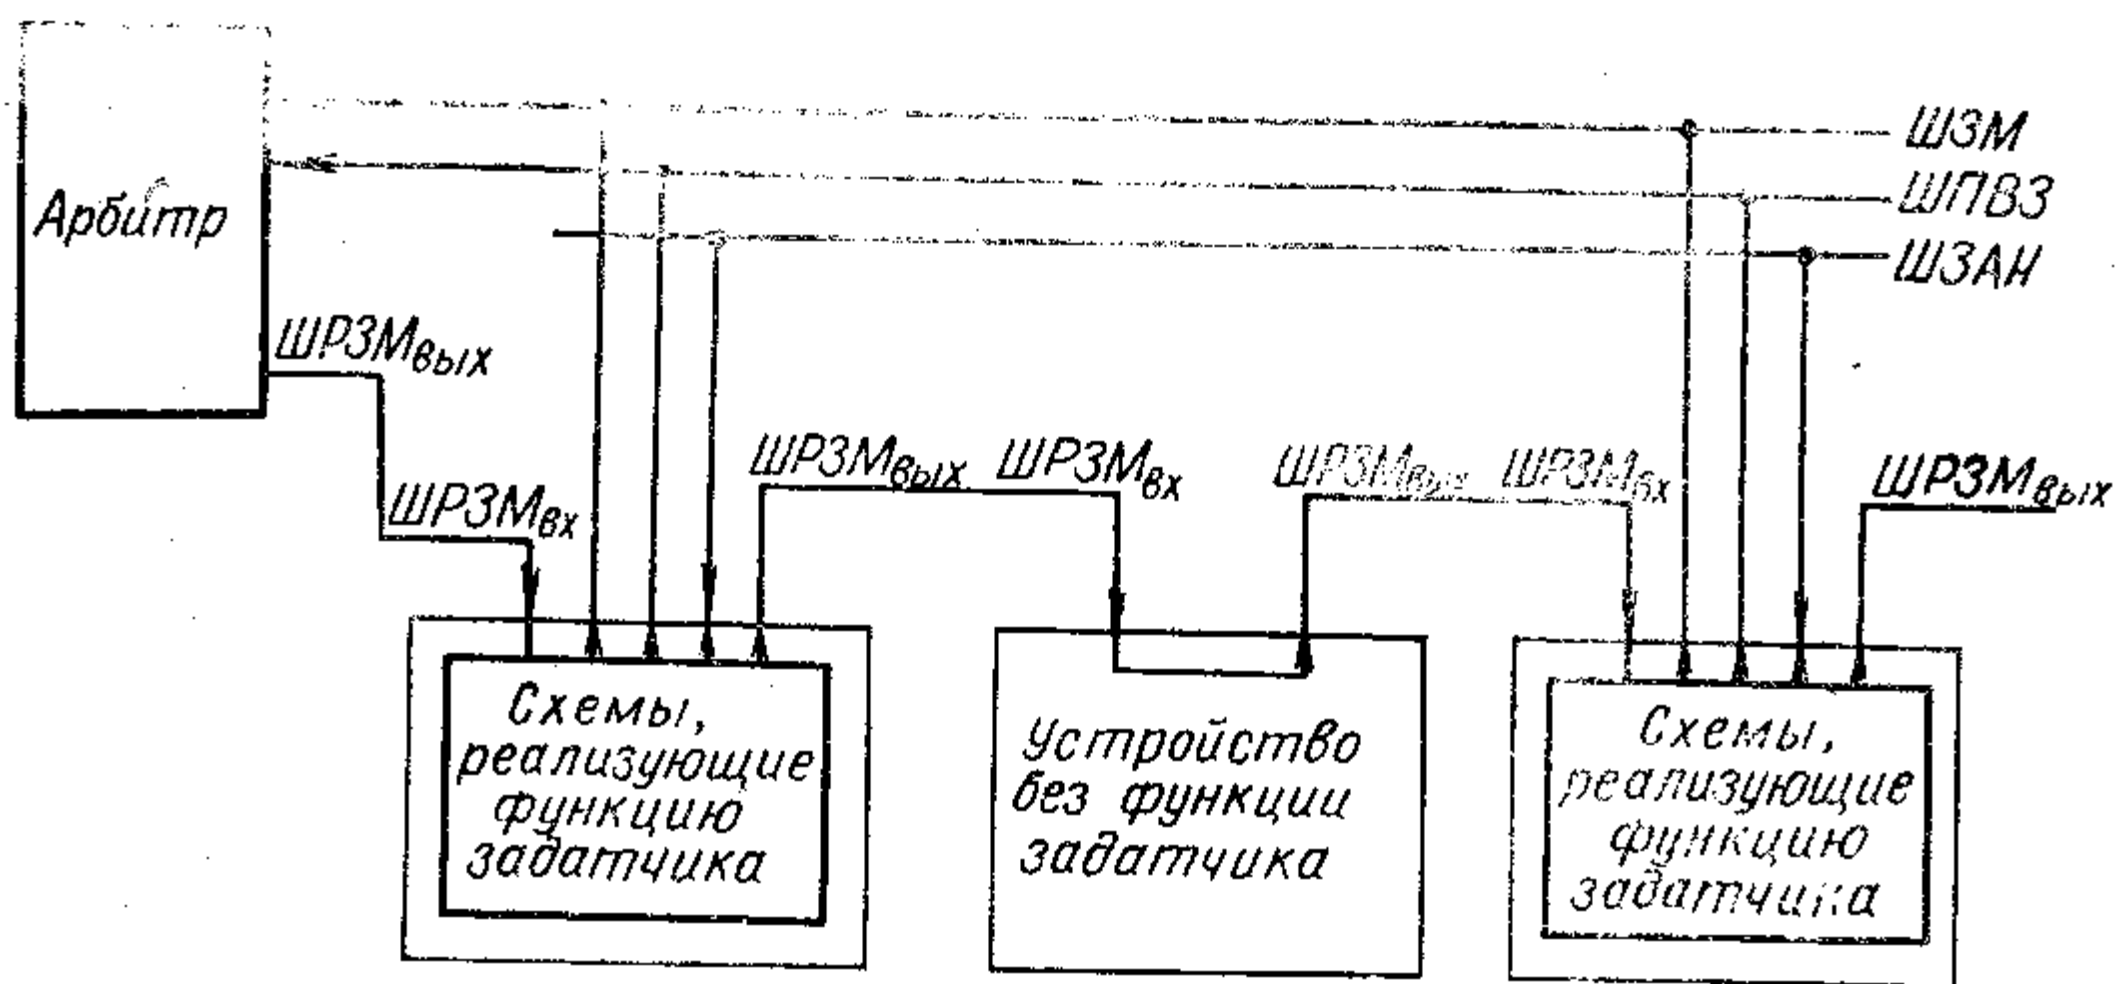 ШЗМ
ШПВЗ
ШЗАН
Арбитр
ШРЗМвых
ШРЗМвх
ШРЗМвых
ШРЗМвх
ШРЗМвых
ШРЗМвх
ШРЗМвых
Схемы,
реализующие
функцию
задатчика
Устройство
без функции
задатчика
Схемы,
реализующие
функцию
задатчика